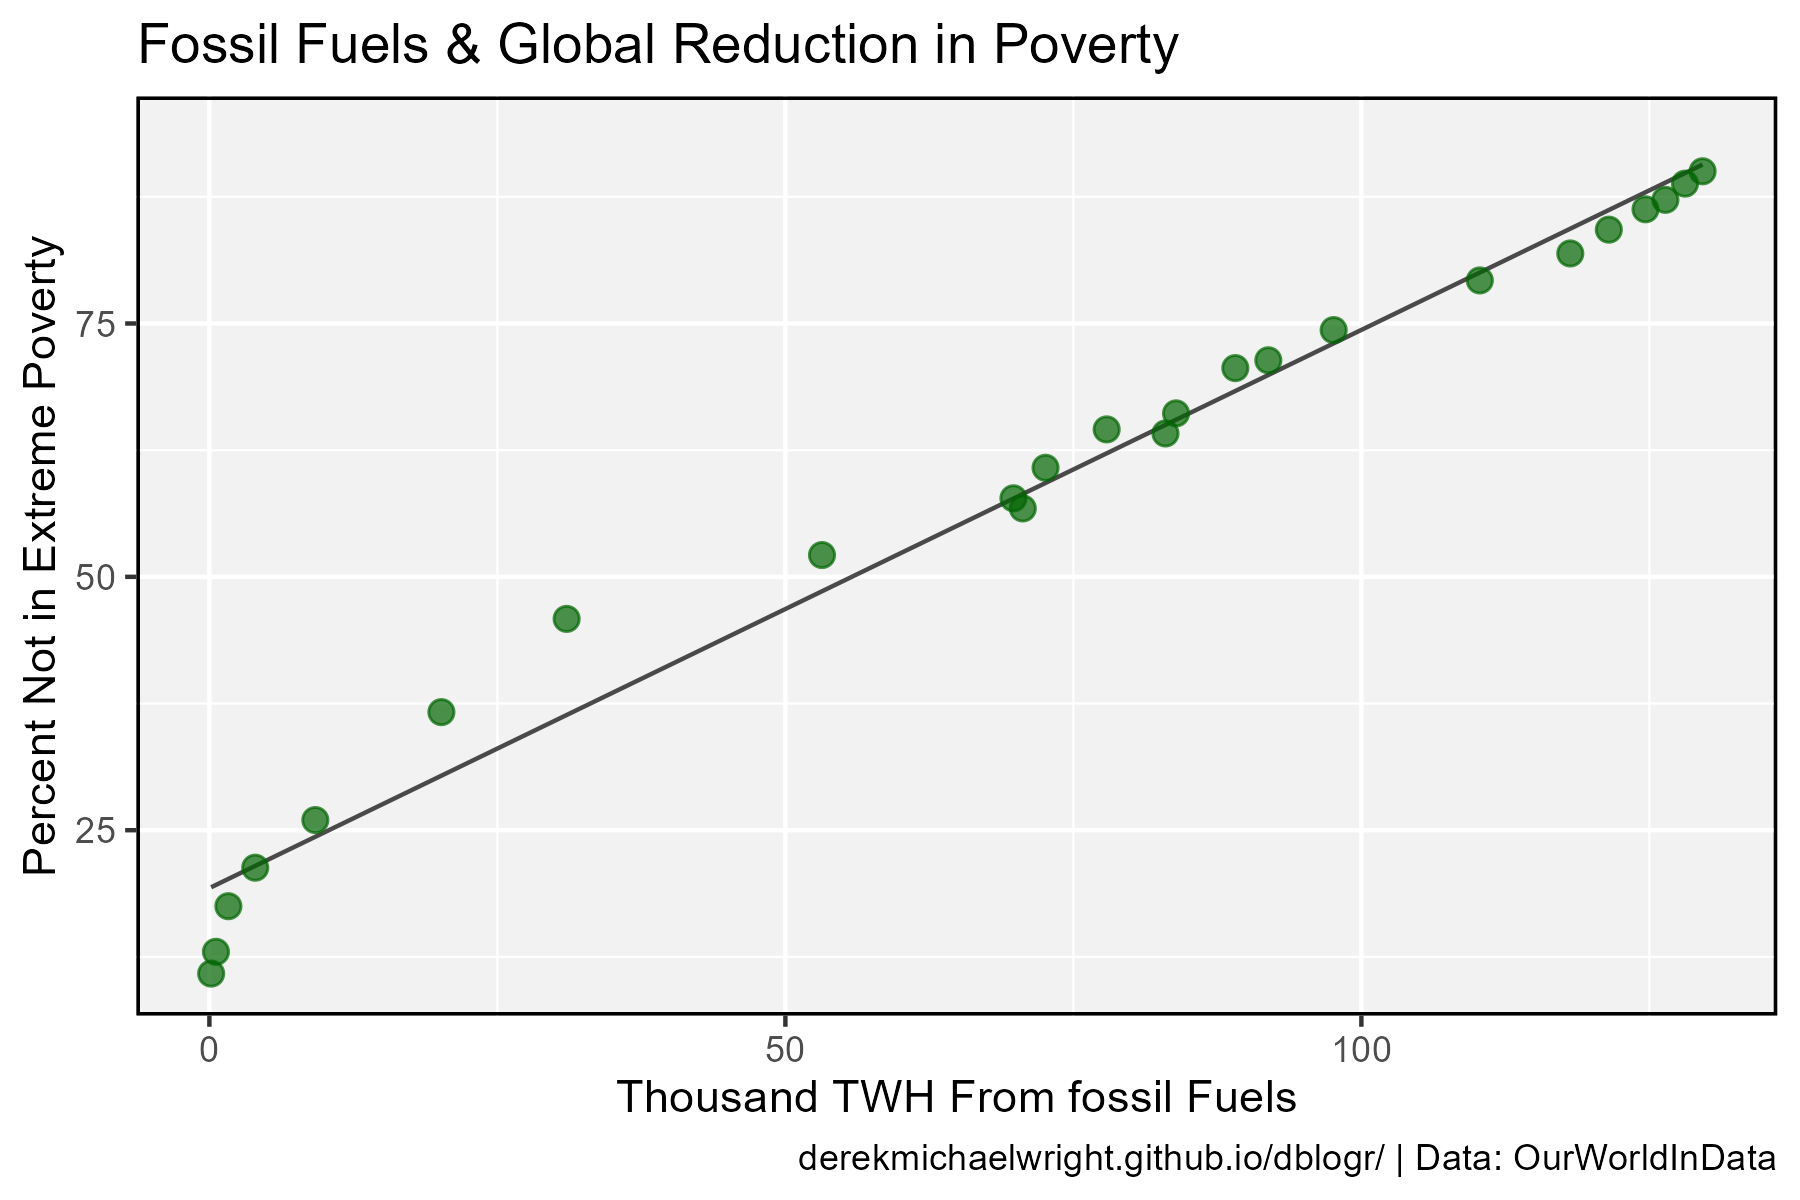 Fossil Fuels & Global Reduction in Poverty
Percent Not in Extreme Poverty
75
50
25
0
50
100
Thousand TWH From fossil Fuels
derekmichaelwright.github.io/dblogr/ | Data: OurWorldInData